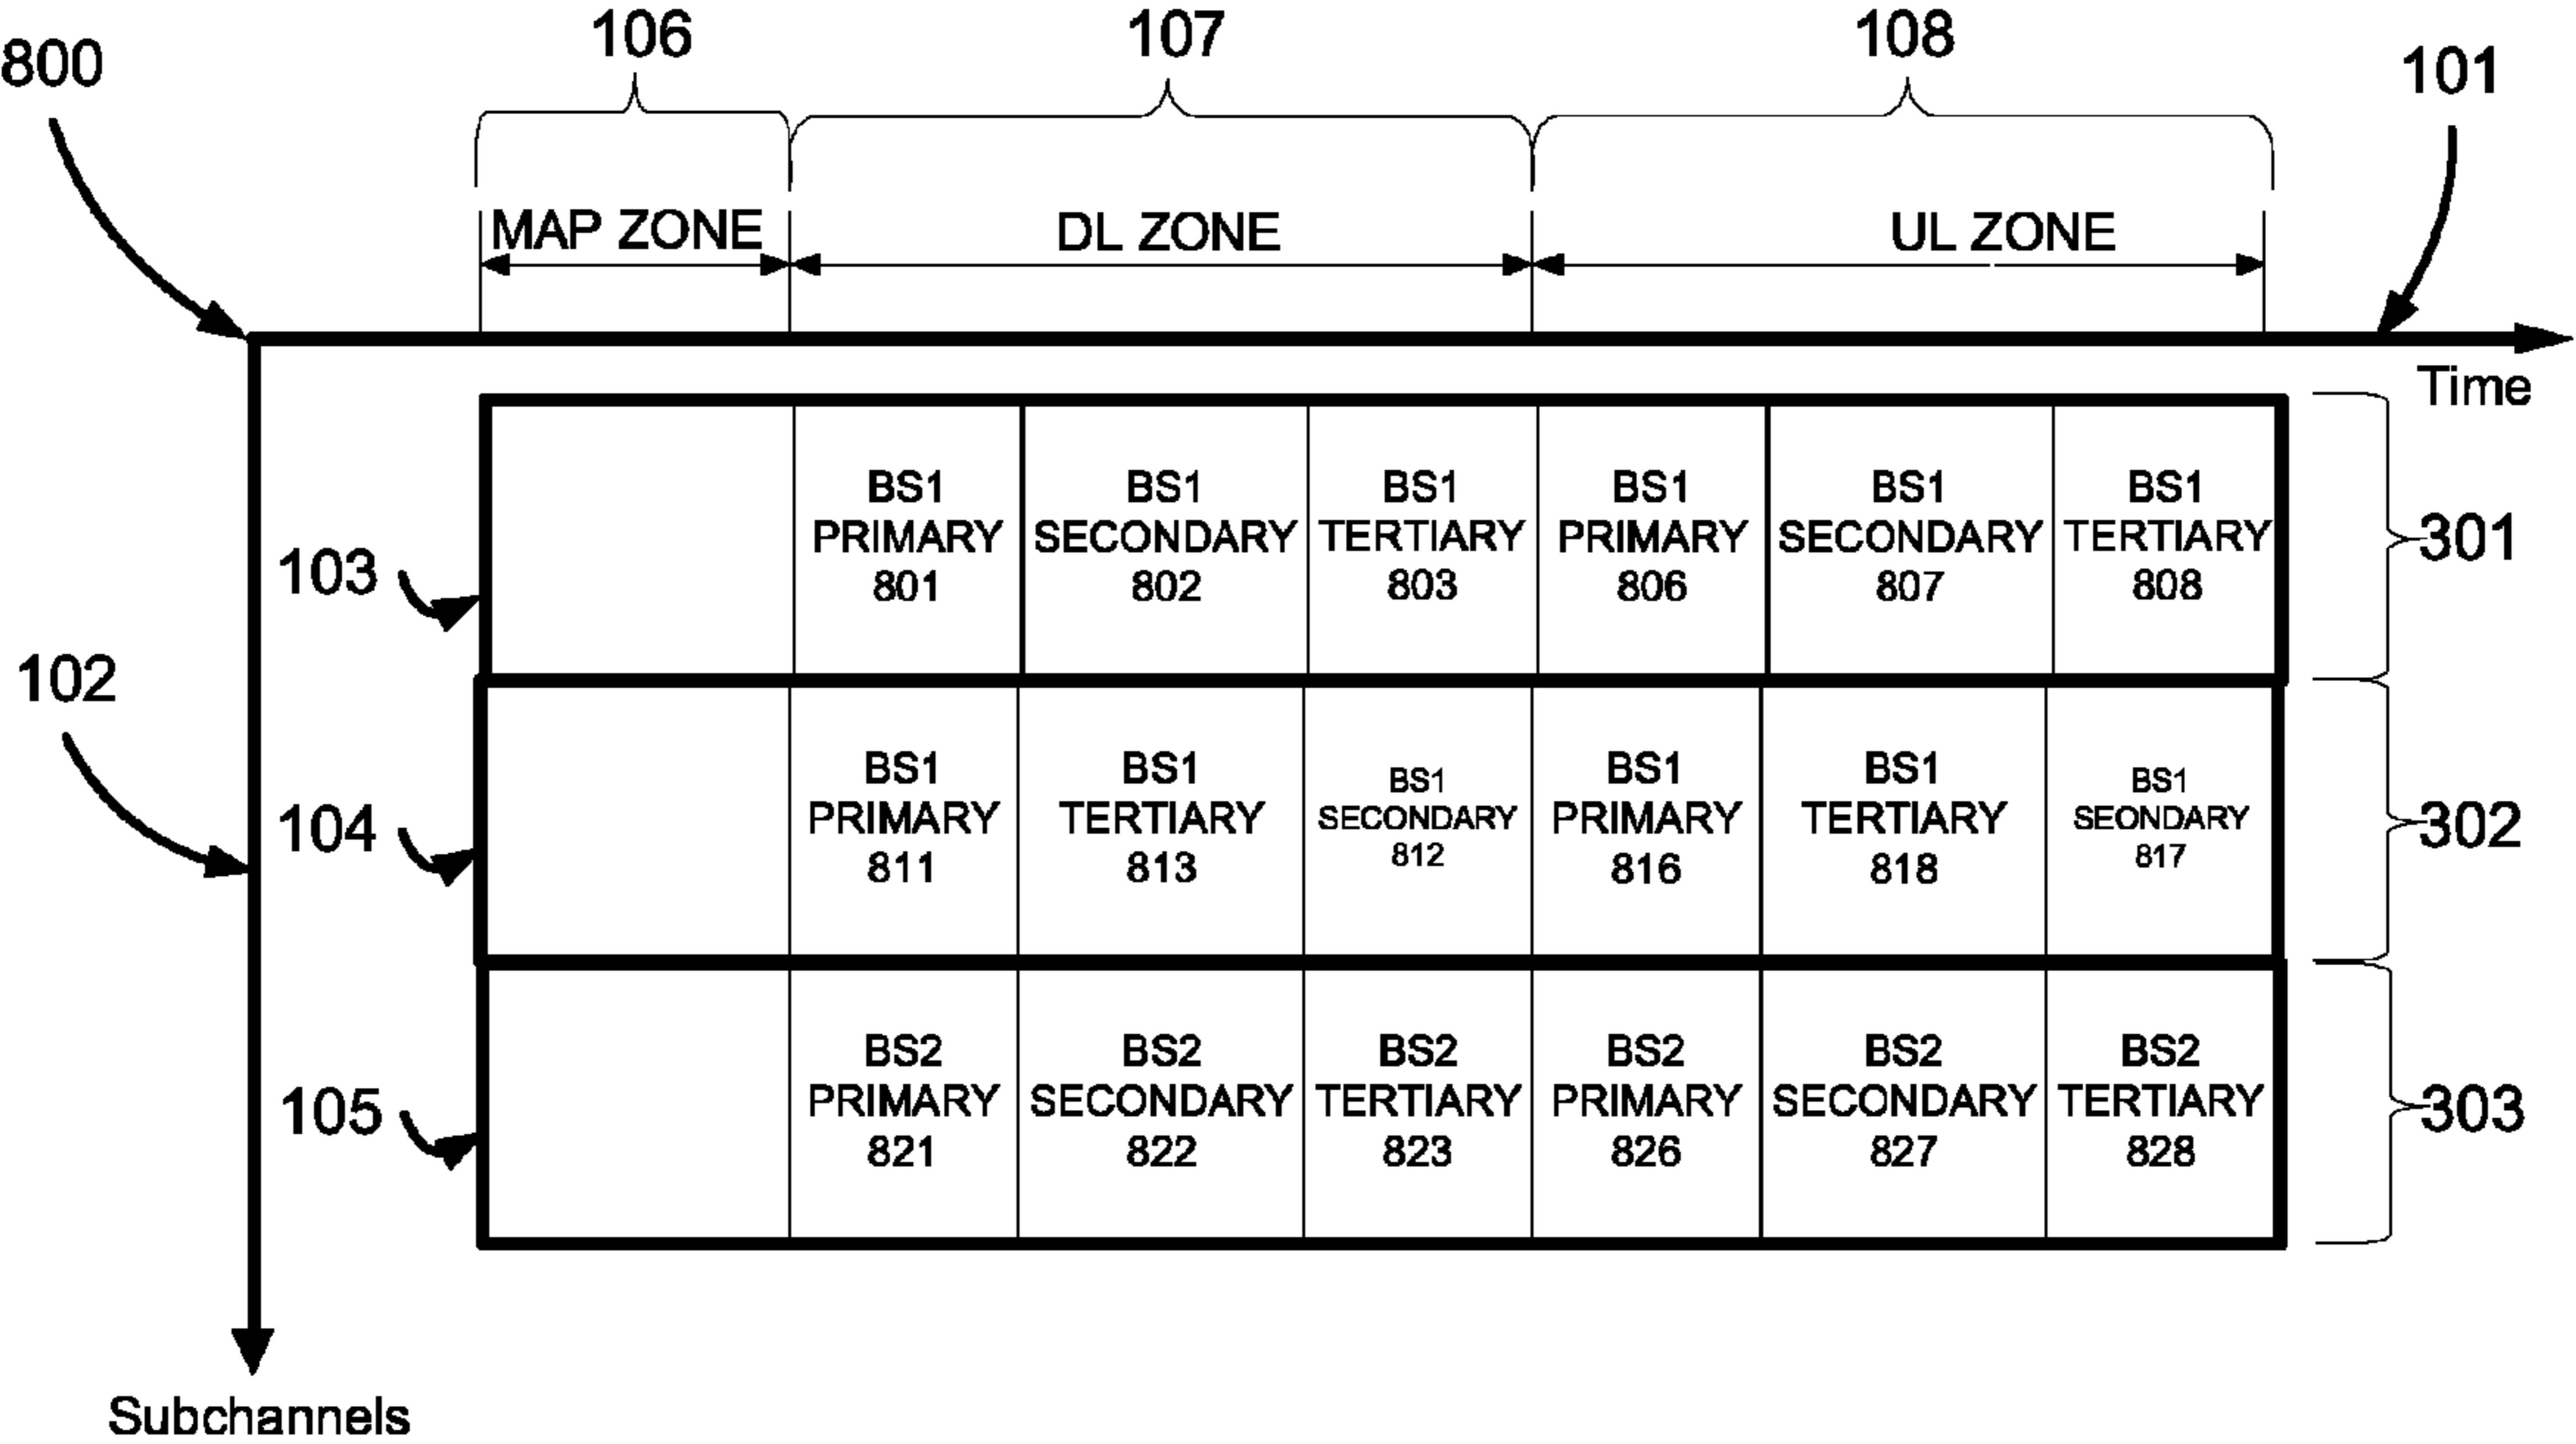 106
107
108
800
101
MAP ZONE
DL ZONE
UL ZONE
Time
BS1
PRIMARY
801
BS1
SECONDARY
802
BS1
TERTIARY
803
BS1
PRIMARY
806
BS1
SECONDARY
807
BS1
TERTIARY
808
301
103
102
104
BS1
PRIMARY
811
BS1
TERTIARY
813
BS1
SECONDARY
812
BS1
PRIMARY
816
BS1
TERTIARY
818
BS1
SEONDARY
817
302
105
BS2
PRIMARY
821
BS2
SECONDARY
822
BS2
TERTIARY
823
BS2
PRIMARY
826
BS2
SECONDARY
827
BS2
TERTIARY
828
303
Subchannels